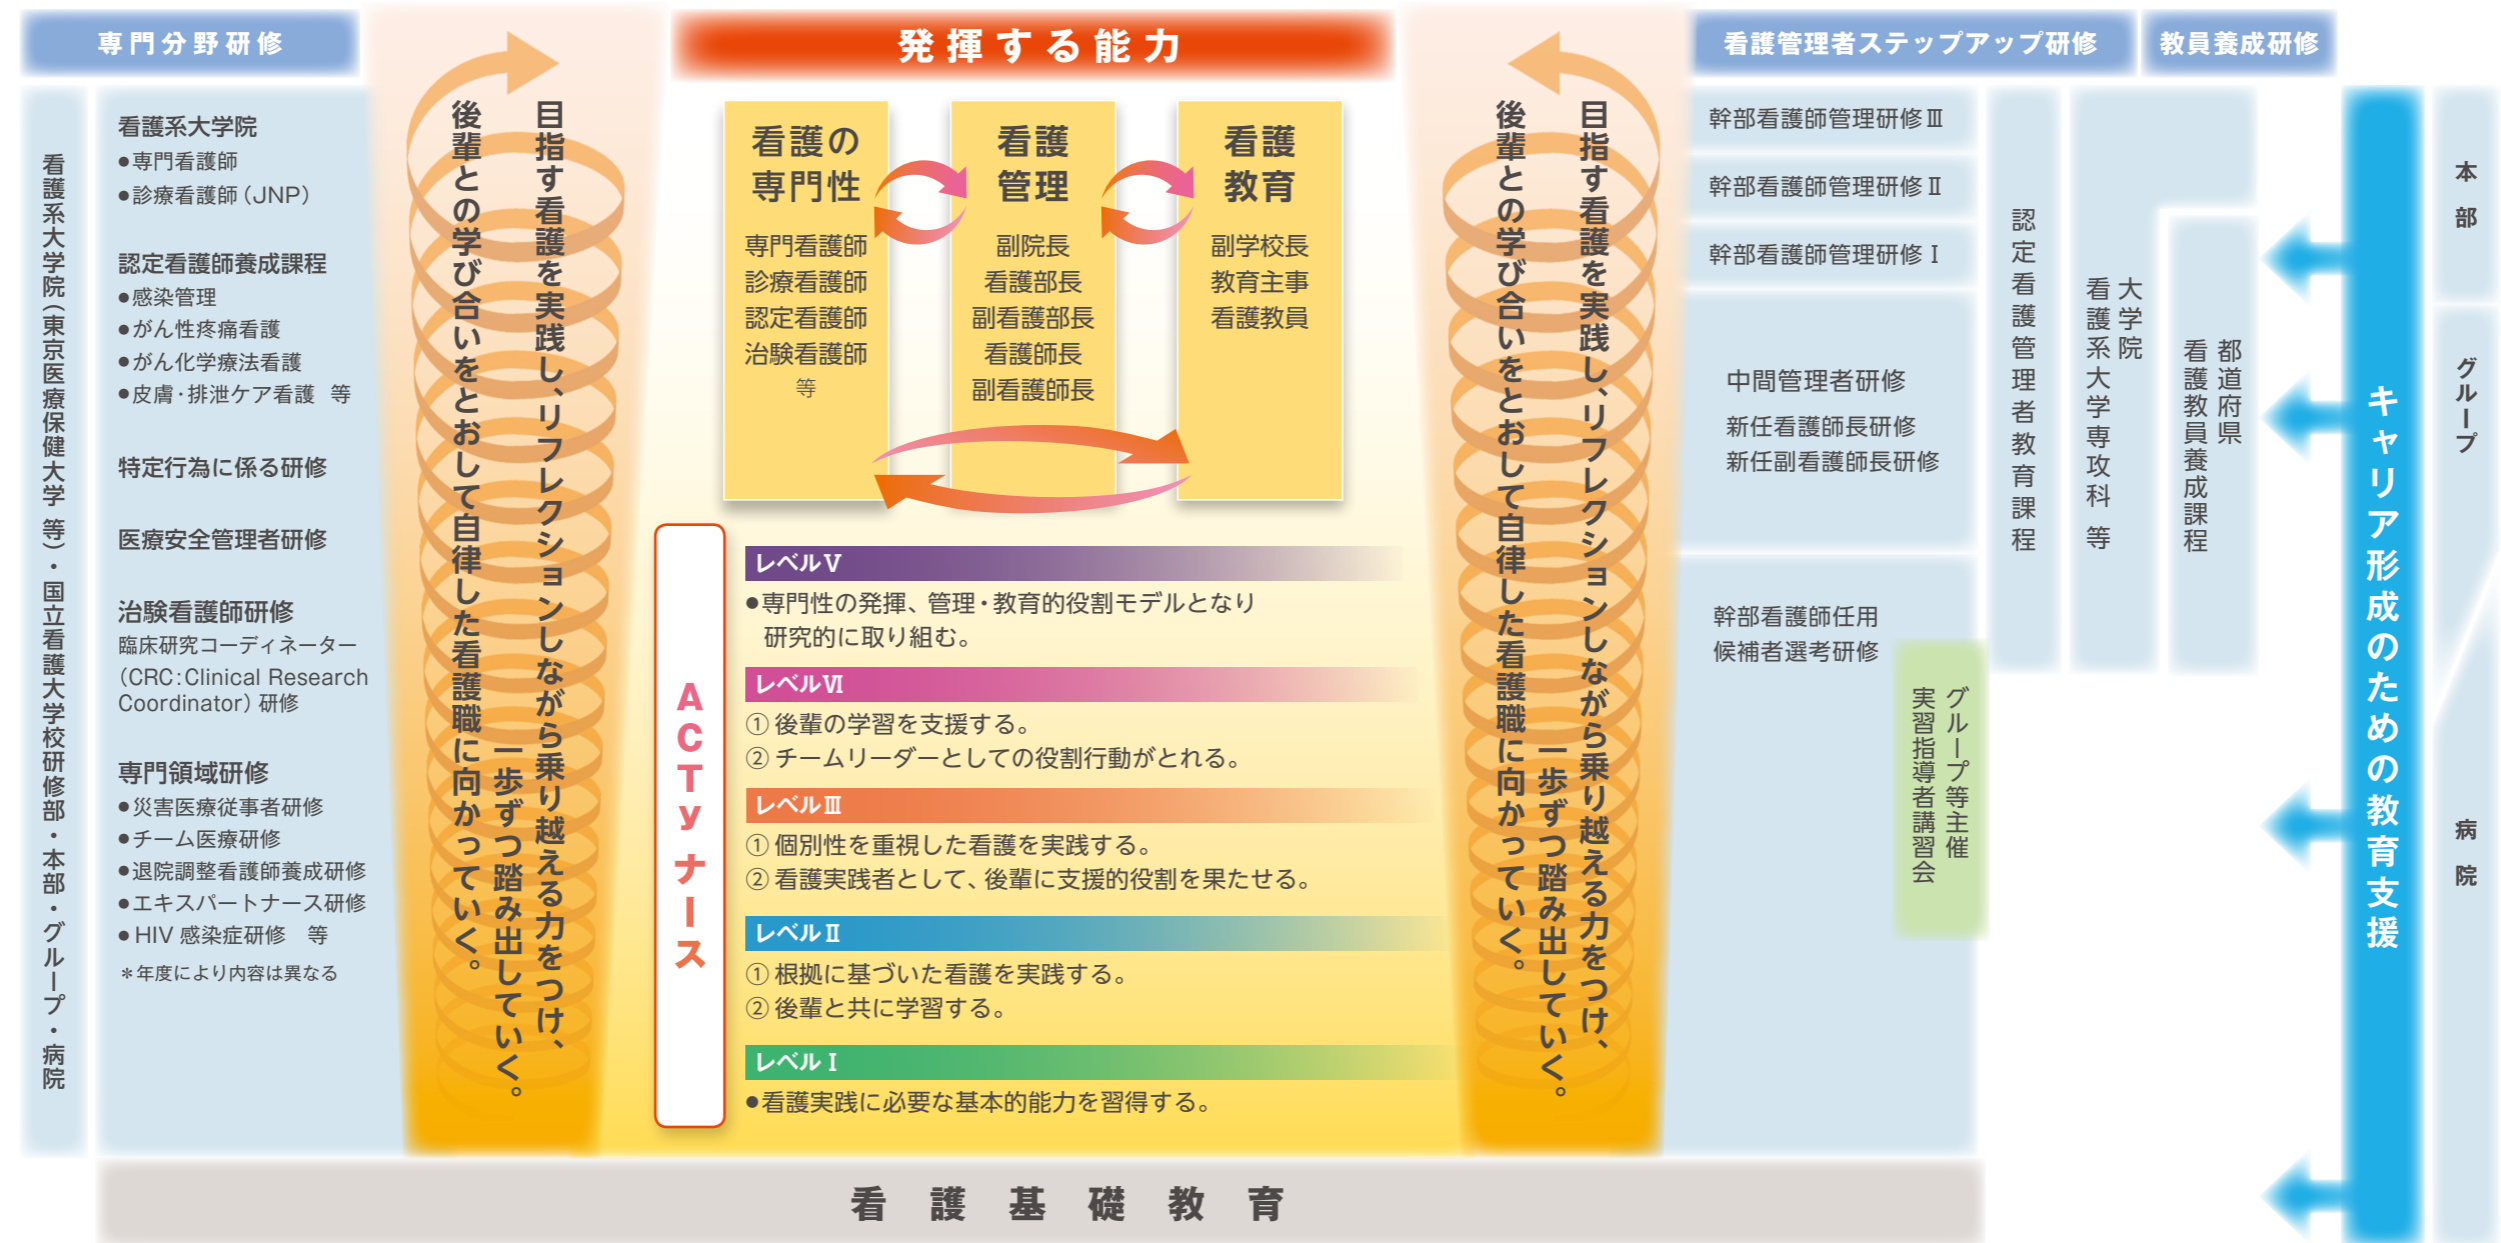 専門分野研修
看護系大学院（東京医療保健大学 等）・国立看護大学校研修部・本部・グループ・病院
看護系大学院
●専門看護師
●診療看護師（JNP）
認定看護師養成課程
●感染管理
●がん性疼痛看護
●がん化学療法看護
●皮膚・排泄ケア看護 等
特定行為に係る研修
医療安全管理者研修
治験看護師研修
臨床研究コーディネーター
（CRC：Clinical Research
Coordinator）研修
専門領域研修
●災害医療従事者研修
●チーム医療研修
●退院調整看護師養成研修
●エキスパートナース研修
●HIV 感染症研修 等
＊年度により内容は異なる
目指す看護を実践し、リフレクションしながら乗り越える力をつけ、
一歩ずつ踏み出していく。
後輩との学び合いをとおして自律した看護職に向かっていく。
発揮する能力
看護の
専門性
専門看護師
診療看護師
認定看護師
治験看護師
等
看護
管理
副院長
看護部長
副看護部長
看護師長
副看護師長
看護
教育
副学校長
教育主事
看護教員
ACTyナース
レベルⅤ
●専門性の発揮、管理・教育的役割モデルとなり
研究的に取り組む。
レベルⅥ
① 後輩の学習を支援する。
② チームリーダーとしての役割行動がとれる。
レベルⅢ
① 個別性を重視した看護を実践する。
② 看護実践者として、後輩に支援的役割を果たせる。
レベルⅡ
① 根拠に基づいた看護を実践する。
② 後輩と共に学習する。
レベルⅠ
●看護実践に必要な基本的能力を習得する。
目指す看護を実践し、リフレクションしながら乗り越える力をつけ、
一歩ずつ踏み出していく。
後輩との学び合いをとおして自律した看護職に向かっていく。
看護管理者ステップアップ研修
幹部看護師管理研修Ⅲ
幹部看護師管理研修Ⅱ
幹部看護師管理研修Ⅰ
中間管理者研修
新任看護師長研修
新任副看護師長研修
幹部看護師任用
候補者選考研修
グループ等主催
実習指導者講習会
認定看護管理者教育課程
教員養成研修
大学院
看護系大学専攻科 等
都道府県
看護教員養成課程
キャリア形成のための教育支援
本部
グループ
病院
看護基礎教育